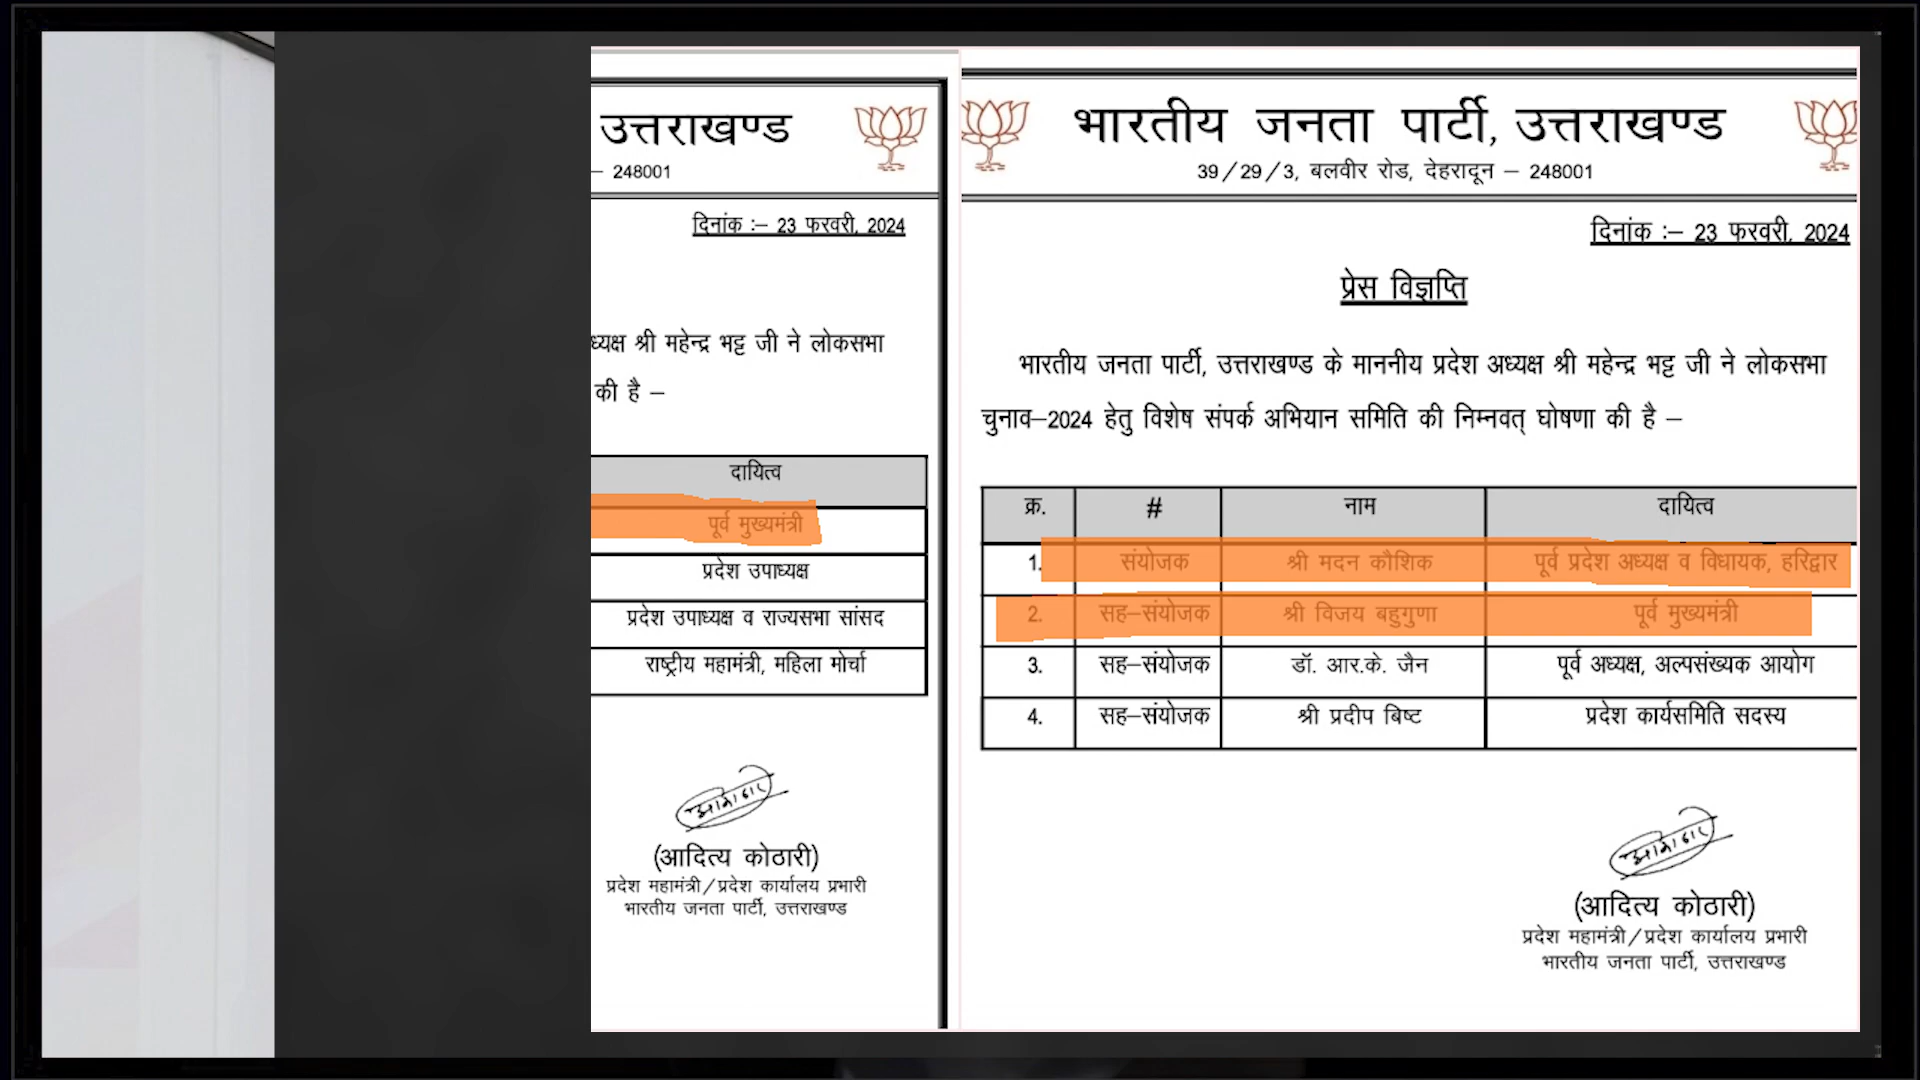 उत्तराखण्ड
– 248001
दिनांक :– 23 फरवरी, 2024
ध्यक्ष श्री महेन्द्र भट्ट जी ने लोकसभा
की है –
दायित्व
पूर्व मुख्यमंत्री
प्रदेश उपाध्यक्ष
प्रदेश उपाध्यक्ष व राज्यसभा सांसद
राष्ट्रीय महामंत्री, महिला मोर्चा
(आदित्य कोठारी)
प्रदेश महामंत्री/प्रदेश कार्यालय प्रभारी
भारतीय जनता पार्टी, उत्तराखण्ड
भारतीय जनता पार्टी, उत्तराखण्ड
39/29/3, बलवीर रोड, देहरादून – 248001
दिनांक :– 23 फरवरी, 2024
प्रेस विज्ञप्ति
भारतीय जनता पार्टी, उत्तराखण्ड के माननीय प्रदेश अध्यक्ष श्री महेन्द्र भट्ट जी ने लोकसभा
चुनाव–2024 हेतु विशेष संपर्क अभियान समिति की निम्नवत् घोषणा की है –
क्र. # नाम दायित्व
1. संयोजक श्री मदन कौशिक पूर्व प्रदेश अध्यक्ष व विधायक, हरिद्वार
2. सह–संयोजक श्री विजय बहुगुणा पूर्व मुख्यमंत्री
3. सह–संयोजक डॉ. आर.के. जैन पूर्व अध्यक्ष, अल्पसंख्यक आयोग
4. सह–संयोजक श्री प्रदीप बिष्ट प्रदेश कार्यसमिति सदस्य
(आदित्य कोठारी)
प्रदेश महामंत्री/प्रदेश कार्यालय प्रभारी
भारतीय जनता पार्टी, उत्तराखण्ड